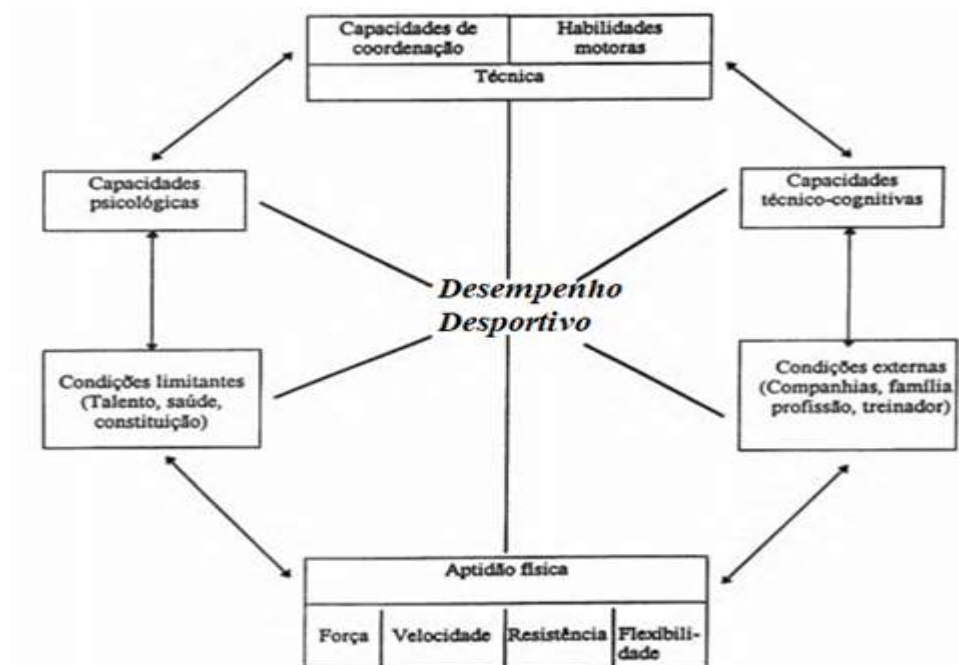 Capacidades de
coordenação
Habilidades
motoras
Técnica
Capacidades
psicológicas
Capacidades
técnico-cognitivas
Desempenho
Desportivo
Condições limitantes
(Talento, saúde,
constituição)
Condições externas
(Companhias, família
profissão, treinador)
Aptidão física
Força
Velocidade
Resistência
Flexibili-
dade